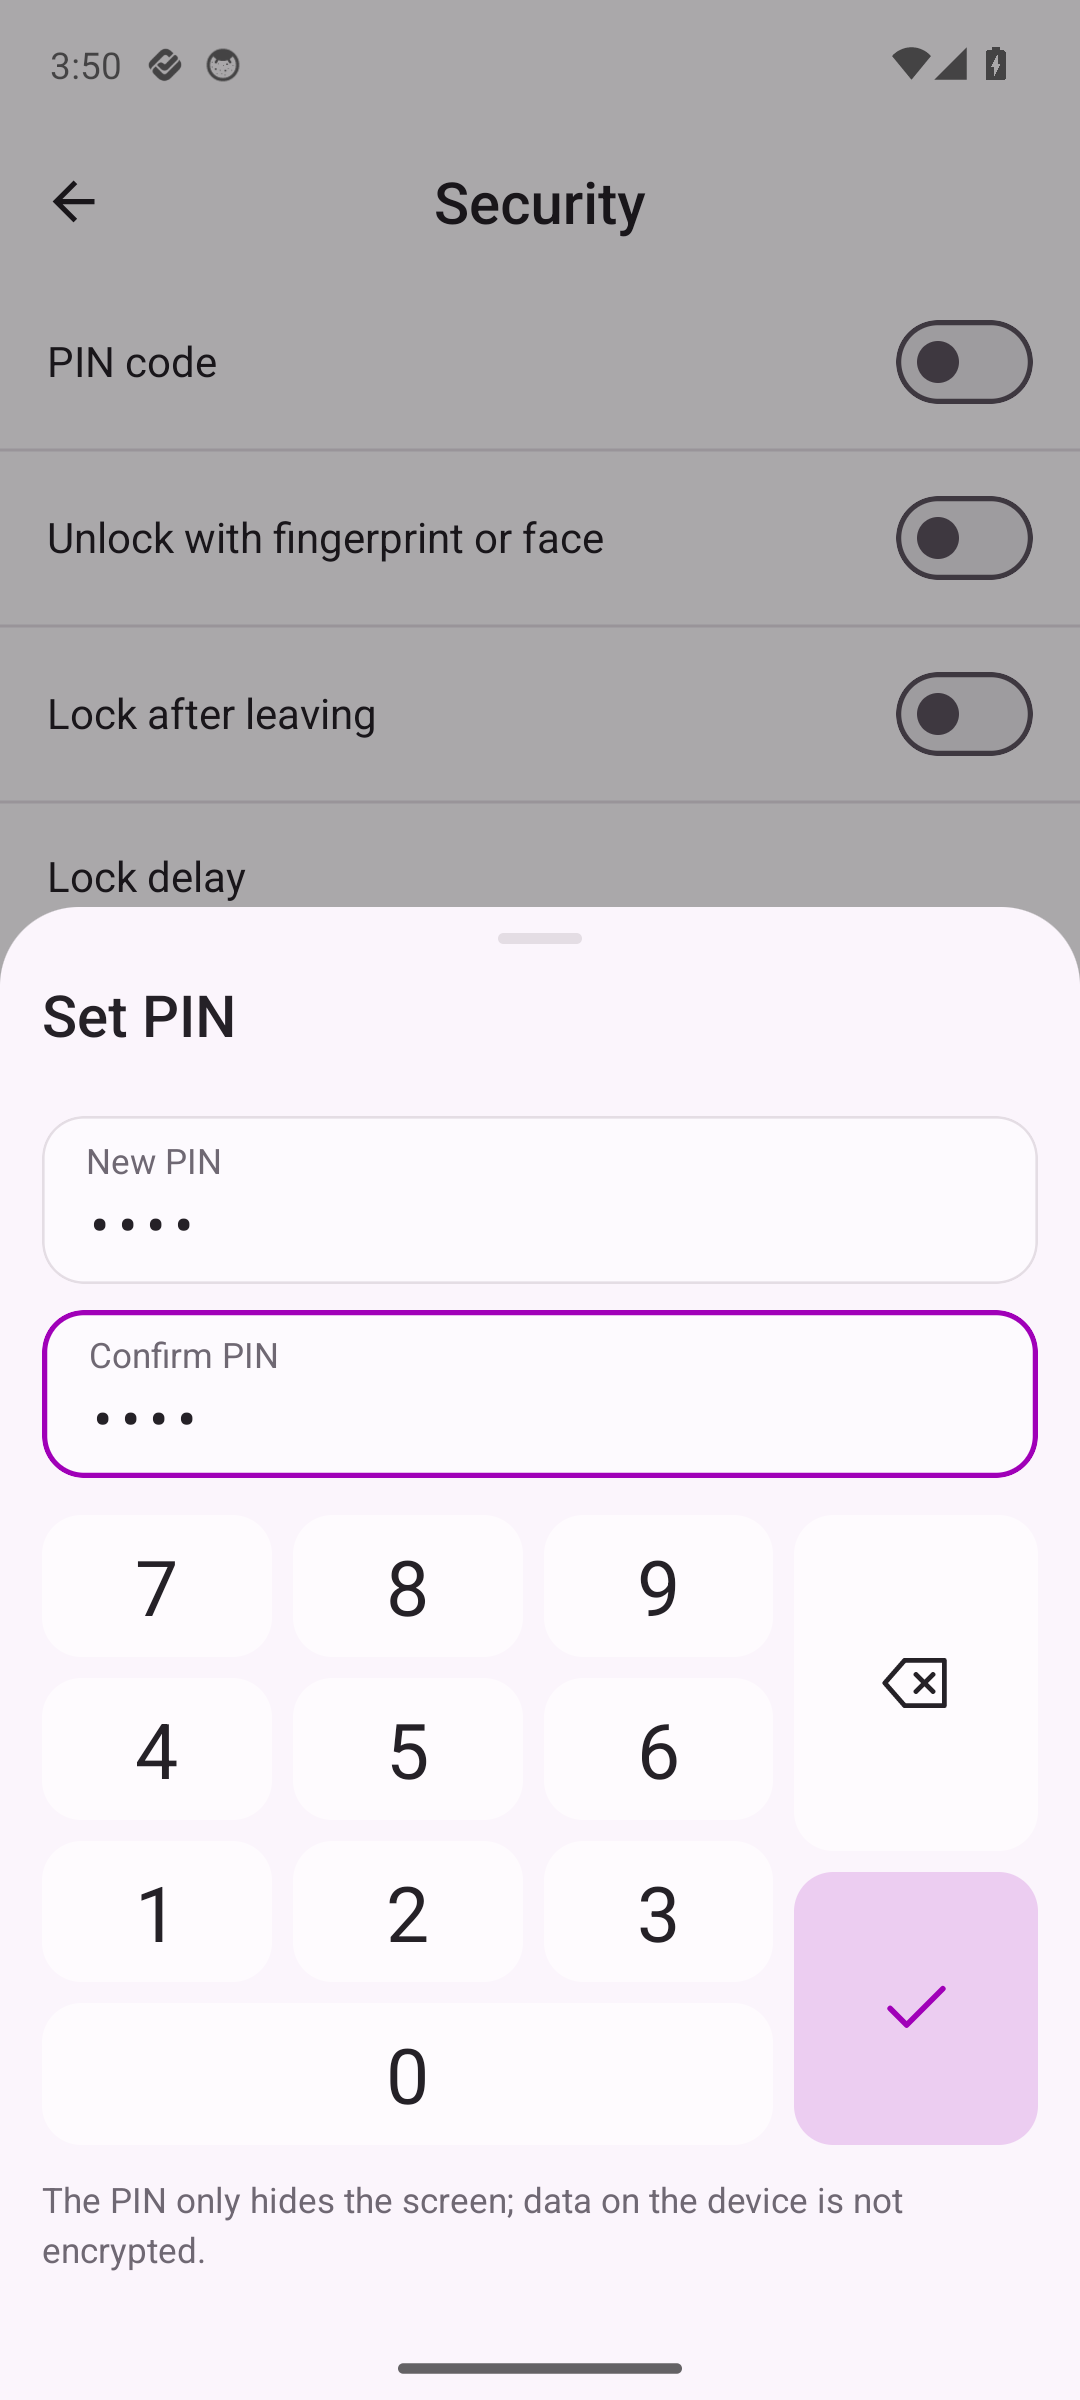 3:50
Security
PIN code
Unlock with fingerprint or face
Lock after leaving
Lock delay
Set PIN
New PIN
••••
Confirm PIN
••••
7 8 9
4 5 6
1 2 3
0
The PIN only hides the screen; data on the device is not
encrypted.